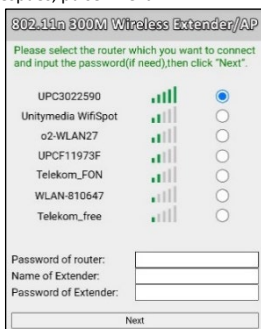 802.11n 300M Wireless Extender/AP
Please select the router which you want to connect
and input the password(if need),then click "Next".
UPC3022590
Unitymedia WifiSpot
o2-WLAN27
UPCF11973F
Telekom_FON
WLAN-810647
Telekom_free
Password of router:
Name of Extender:
Password of Extender:
Next